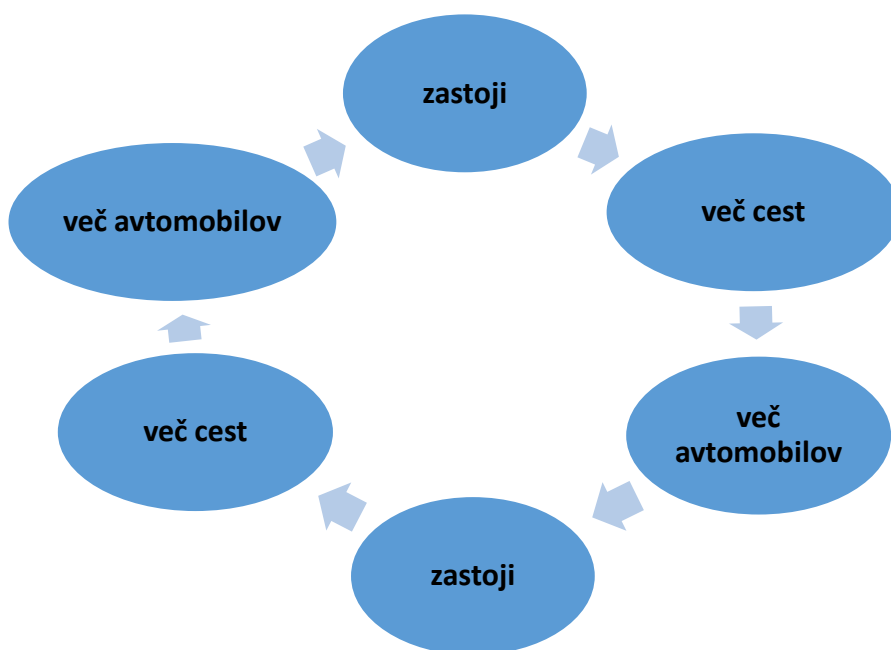 zastoji
več cest
več
avtomobilov
zastoji
več cest
več avtomobilov